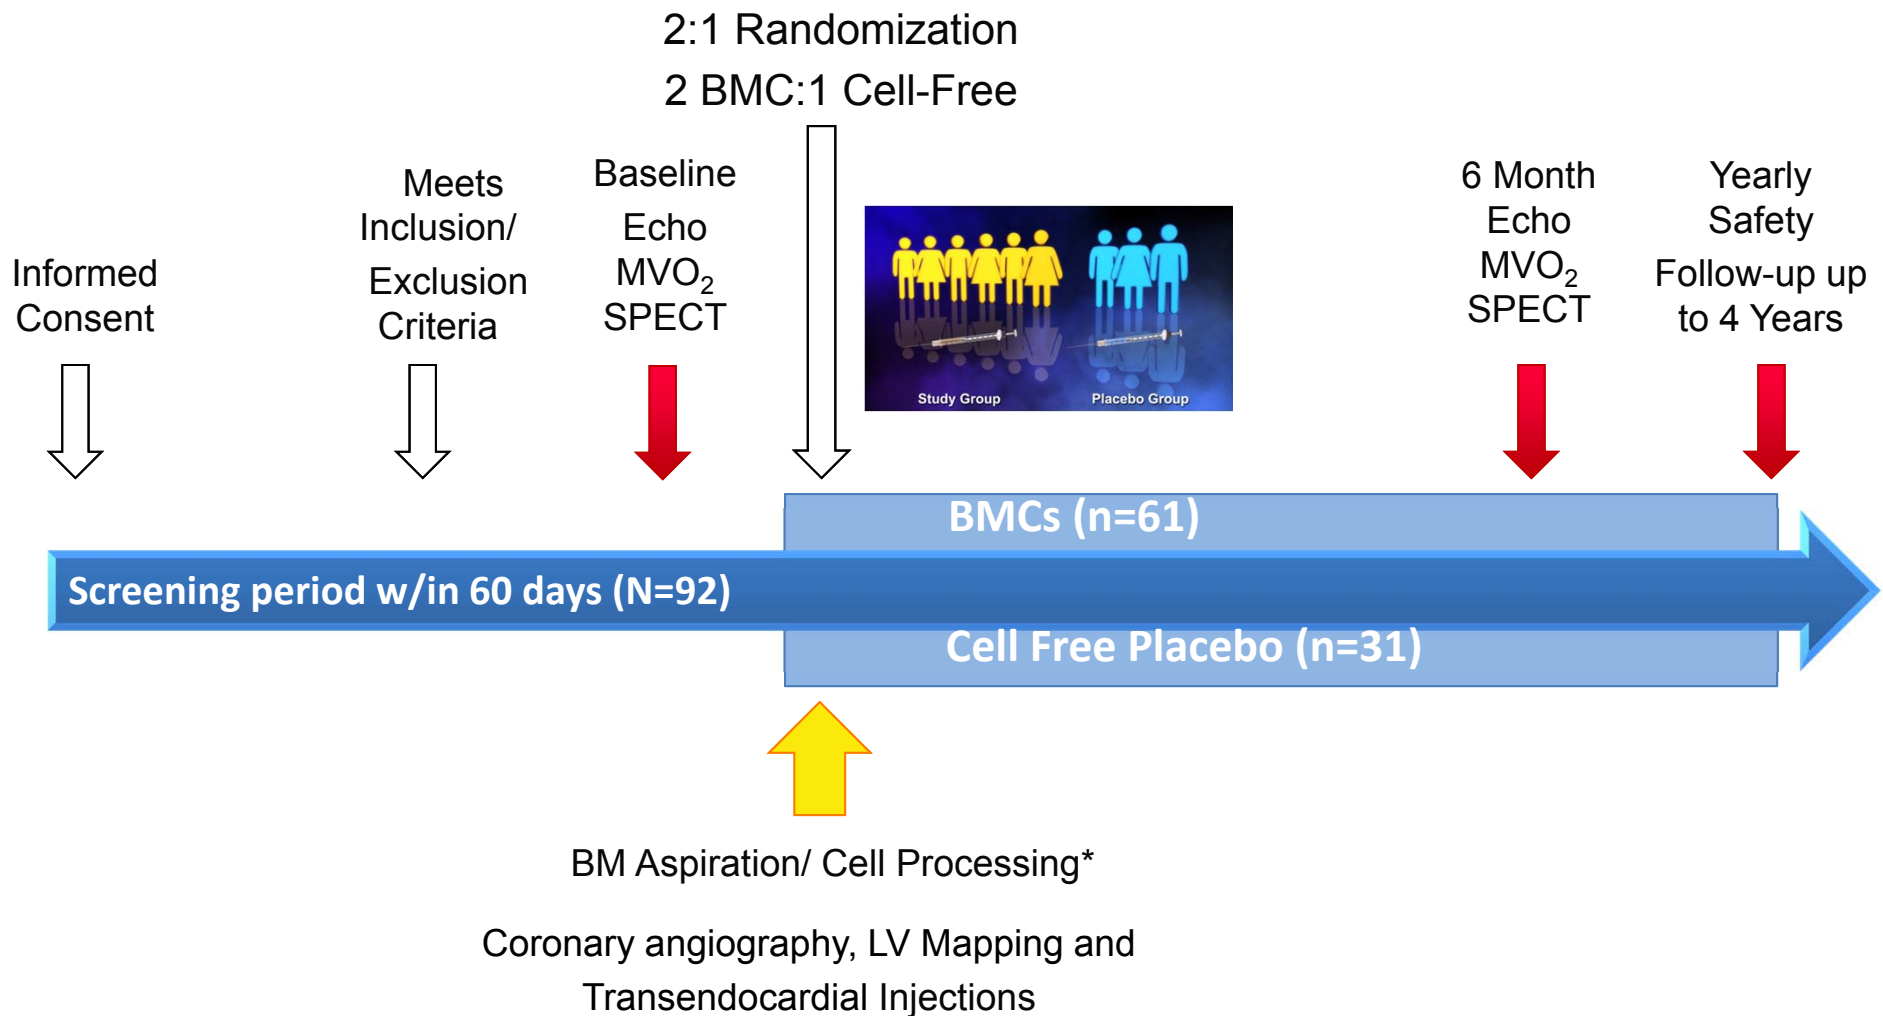 2:1 Randomization
2 BMC:1 Cell-Free
Informed
Consent
Meets
Inclusion/
Exclusion
Criteria
Baseline
Echo
MVO₂
SPECT
Study Group
Placebo Group
6 Month
Echo
MVO₂
SPECT
Yearly
Safety
Follow-up up
to 4 Years
BMCs (n=61)
Screening period w/in 60 days (N=92)
Cell Free Placebo (n=31)
BM Aspiration/ Cell Processing*
Coronary angiography, LV Mapping and
Transendocardial Injections